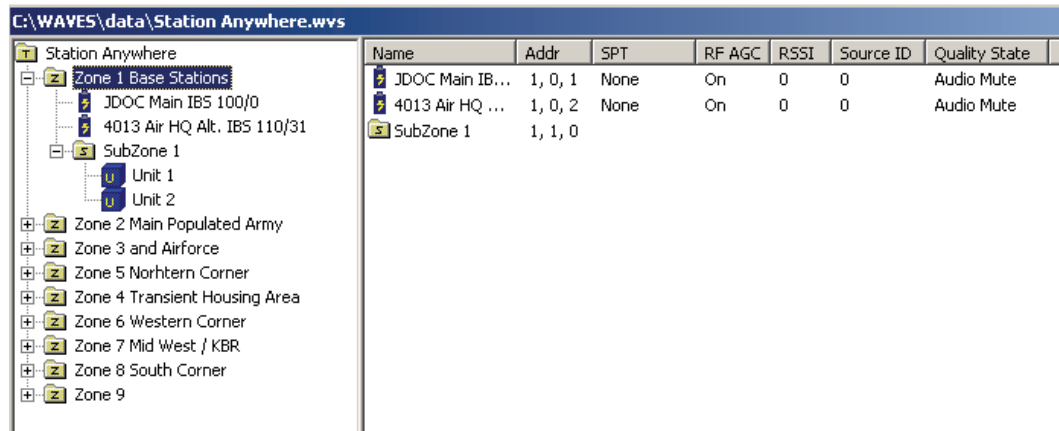 C:\WAVES\data\Station Anywhere.wvs
T Station Anywhere
Z Zone 1 Base Stations
JDOC Main IBS 100/0
4013 Air HQ Alt. IBS 110/31
S SubZone 1
U Unit 1
U Unit 2
Z Zone 2 Main Populated Army
Z Zone 3 and Airforce
Z Zone 5 Norhtern Corner
Z Zone 4 Transient Housing Area
Z Zone 6 Western Corner
Z Zone 7 Mid West / KBR
Z Zone 8 South Corner
Z Zone 9
Name Addr SPT RF AGC RSSI Source ID Quality State
JDOC Main IB... 1, 0, 1 None On 0 0 Audio Mute
4013 Air HQ ... 1, 0, 2 None On 0 0 Audio Mute
S SubZone 1 1, 1, 0